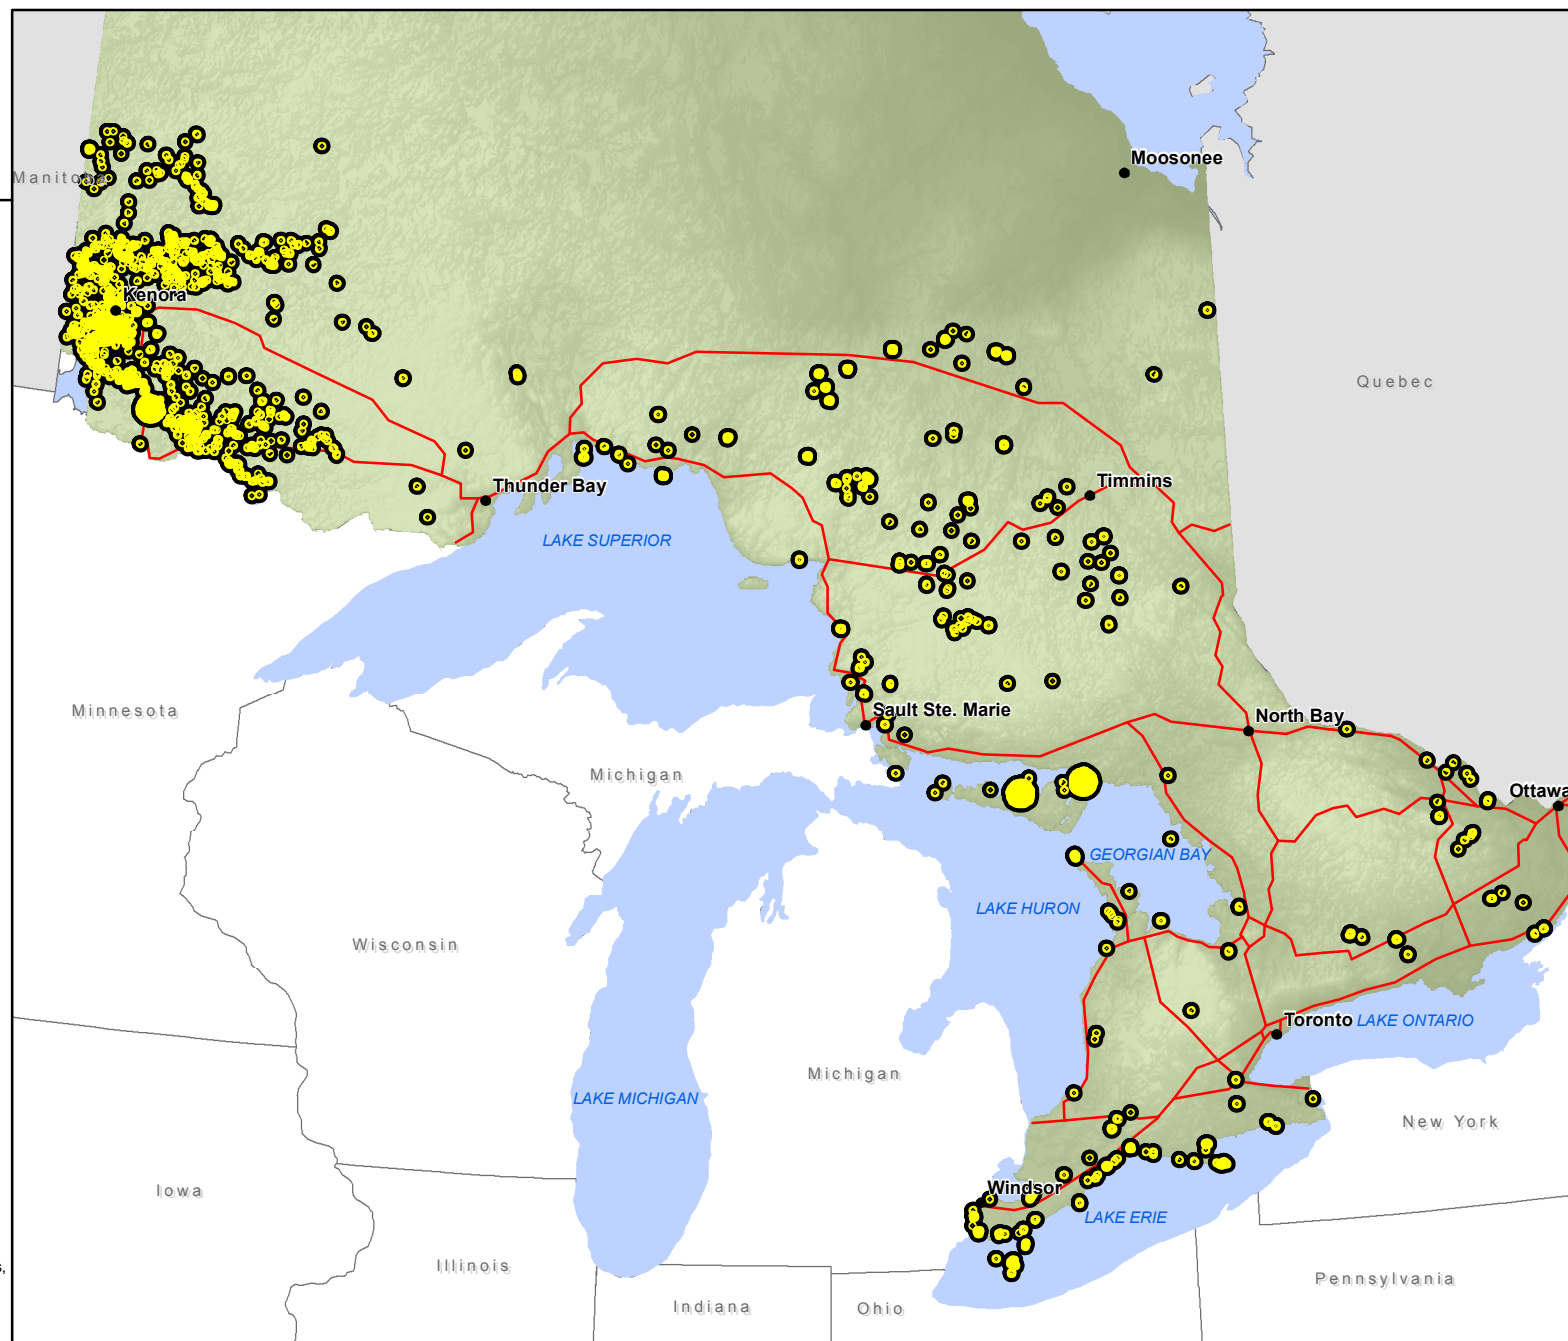 Moosonee
Manitoba
Kenora
Quebec
Timmins
Thunder Bay
LAKE SUPERIOR
Minnesota
Sault Ste. Marie
North Bay
Michigan
Ottawa
GEORGIAN BAY
LAKE HURON
Wisconsin
Toronto
LAKE ONTARIO
Michigan
LAKE MICHIGAN
New York
Windsor
Iowa
LAKE ERIE
Illinois
Pennsylvania
Indiana
Ohio